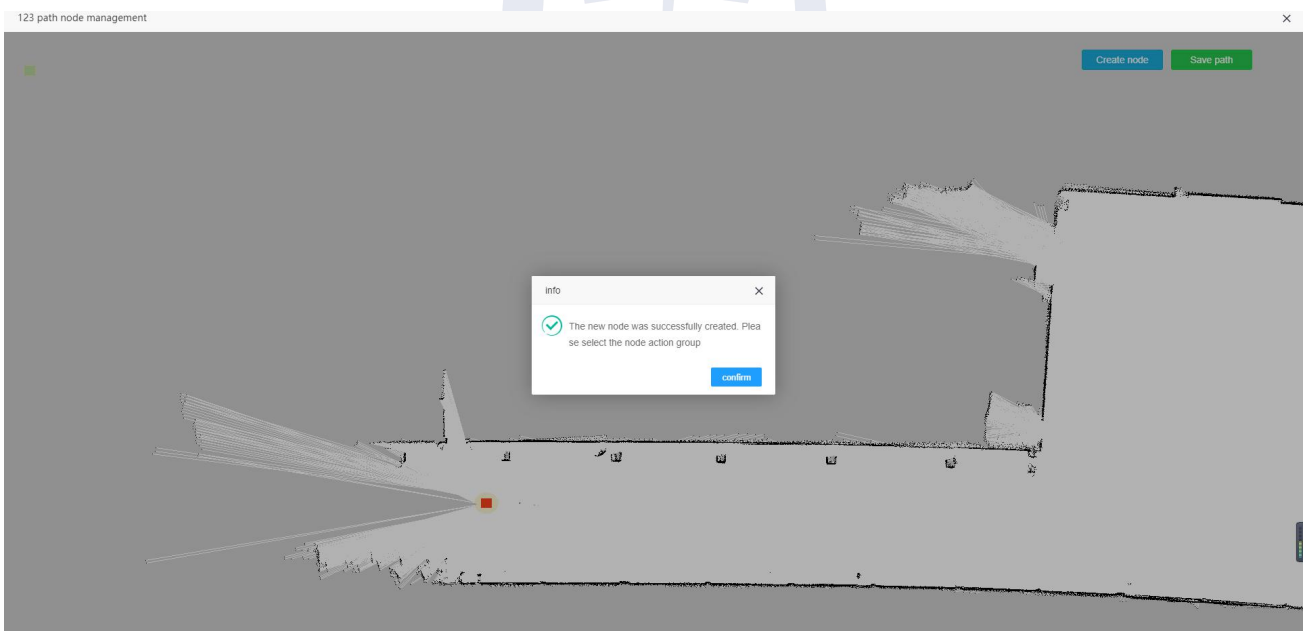 123 path node management
Create node
Save path
info
The new node was successfully created. Plea
se select the node action group
confirm